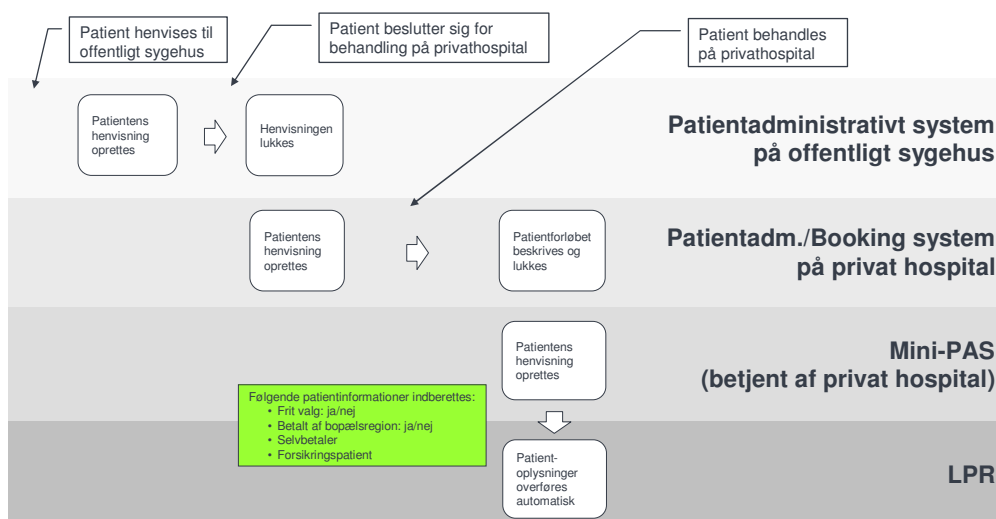 Patient henvises til
offentligt sygehus
Patient beslutter sig for
behandling på privathospital
Patient behandles
på privathospital
Patientens
henvisning
oprettes
Henvisningen
lukkes
Patientadministrativt system
på offentligt sygehus
Patientens
henvisning
oprettes
Patientforløbet
beskrives og
lukkes
Patientadm./Booking system
på privat hospital
Patientens
henvisning
oprettes
Mini-PAS
(betjent af privat hospital)
Følgende patientinformationer indberettes:
• Frit valg: ja/nej
• Betalt af bopælsregion: ja/nej
• Selvbetaler
• Forsikringspatient
Patient-
oplysninger
overføres
automatisk
LPR